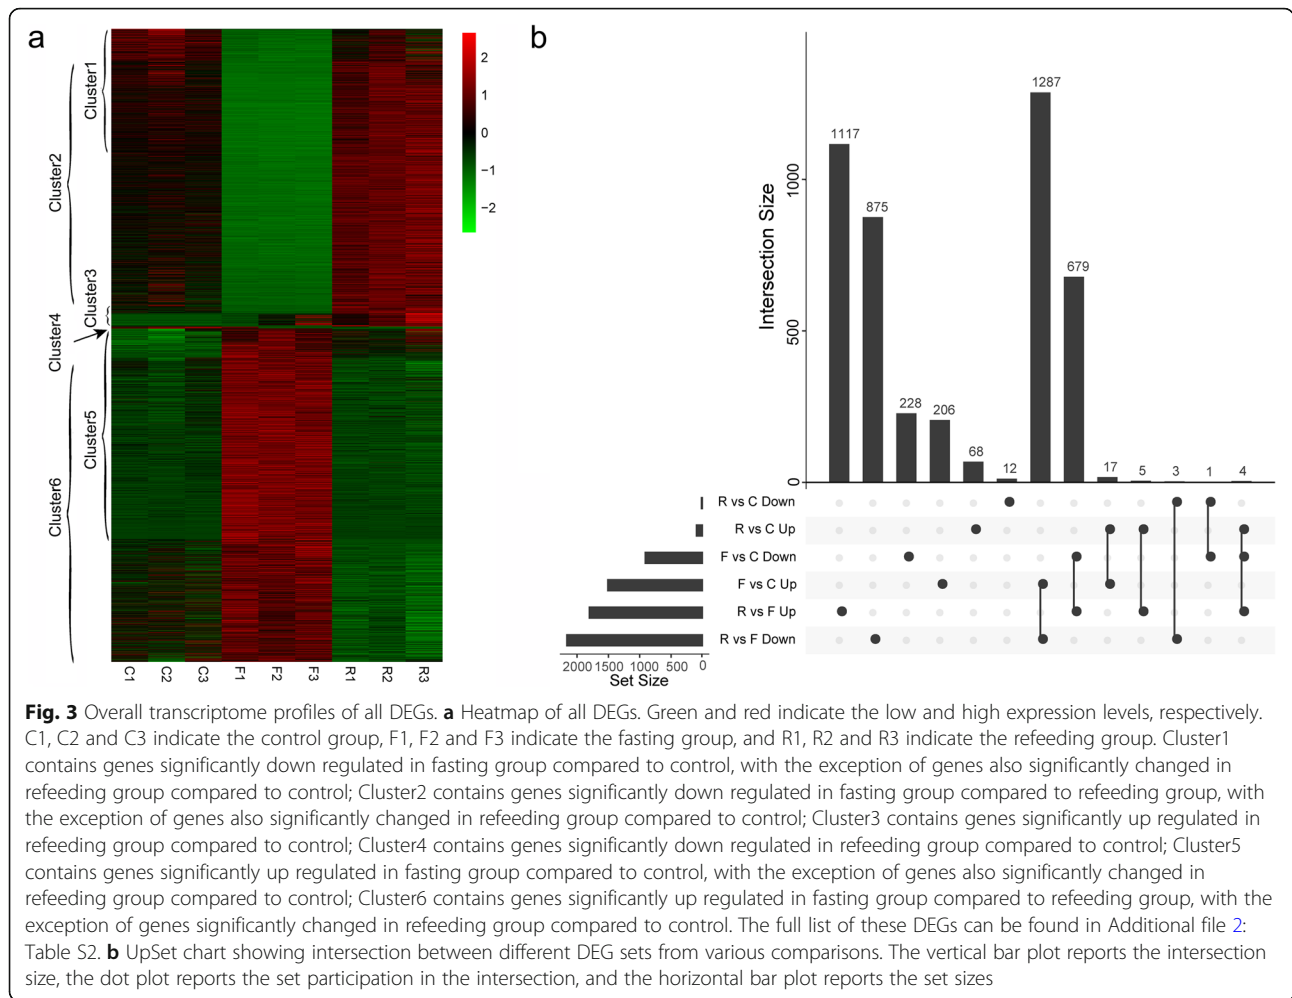 a
Cluster1
Cluster2
Cluster3
Cluster4
Cluster5
Cluster6
C1 C2 C3 F1 F2 F3 R1 R2 R3
2
1
0
−1
−2
b
Intersection Size
1000
500
0
1117 875 228 206 68 12 1287 679 17 5 3 1 4
R vs C Down
R vs C Up
F vs C Down
F vs C Up
R vs F Up
R vs F Down
2000 1500 1000 500 0
Set Size
Fig. 3 Overall transcriptome profiles of all DEGs. a Heatmap of all DEGs. Green and red indicate the low and high expression levels, respectively.
C1, C2 and C3 indicate the control group, F1, F2 and F3 indicate the fasting group, and R1, R2 and R3 indicate the refeeding group. Cluster1
contains genes significantly down regulated in fasting group compared to control, with the exception of genes also significantly changed in
refeeding group compared to control; Cluster2 contains genes significantly down regulated in fasting group compared to refeeding group, with
the exception of genes also significantly changed in refeeding group compared to control; Cluster3 contains genes significantly up regulated in
refeeding group compared to control; Cluster4 contains genes significantly down regulated in refeeding group compared to control; Cluster5
contains genes significantly up regulated in fasting group compared to control, with the exception of genes also significantly changed in
refeeding group compared to control; Cluster6 contains genes significantly up regulated in fasting group compared to refeeding group, with the
exception of genes significantly changed in refeeding group compared to control. The full list of these DEGs can be found in Additional file 2:
Table S2. b UpSet chart showing intersection between different DEG sets from various comparisons. The vertical bar plot reports the intersection
size, the dot plot reports the set participation in the intersection, and the horizontal bar plot reports the set sizes